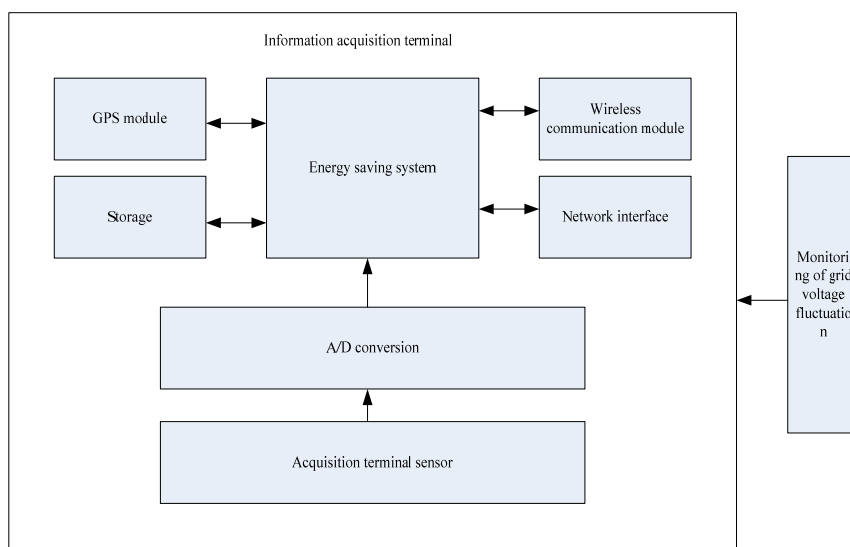 Information acquisition terminal
GPS module
Energy saving system
Wireless
communication module
Storage
Network interface
A/D conversion
Acquisition terminal sensor
Monitori
ng of grid
voltage
fluctuatio
n